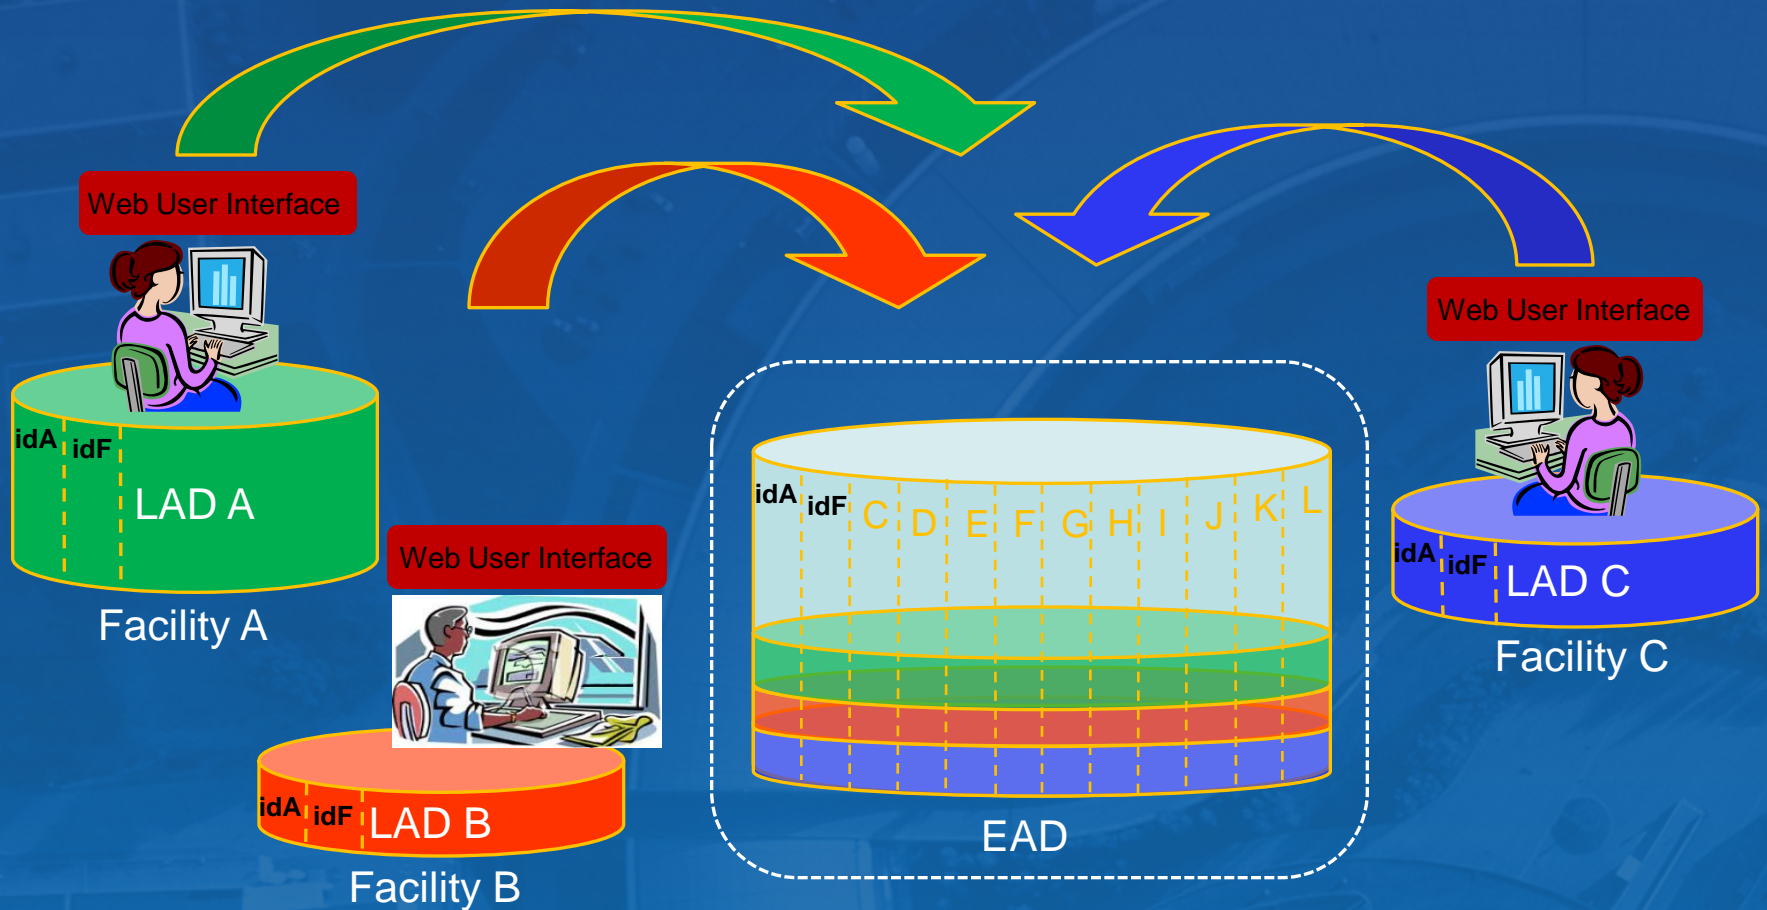 Web User Interface
idA
idF
LAD A
Facility A
Web User Interface
idA
idF
LAD B
Facility B
idA
idF
C
D
E
F
G
H
I
J
K
L
EAD
Web User Interface
idA
idF
LAD C
Facility C